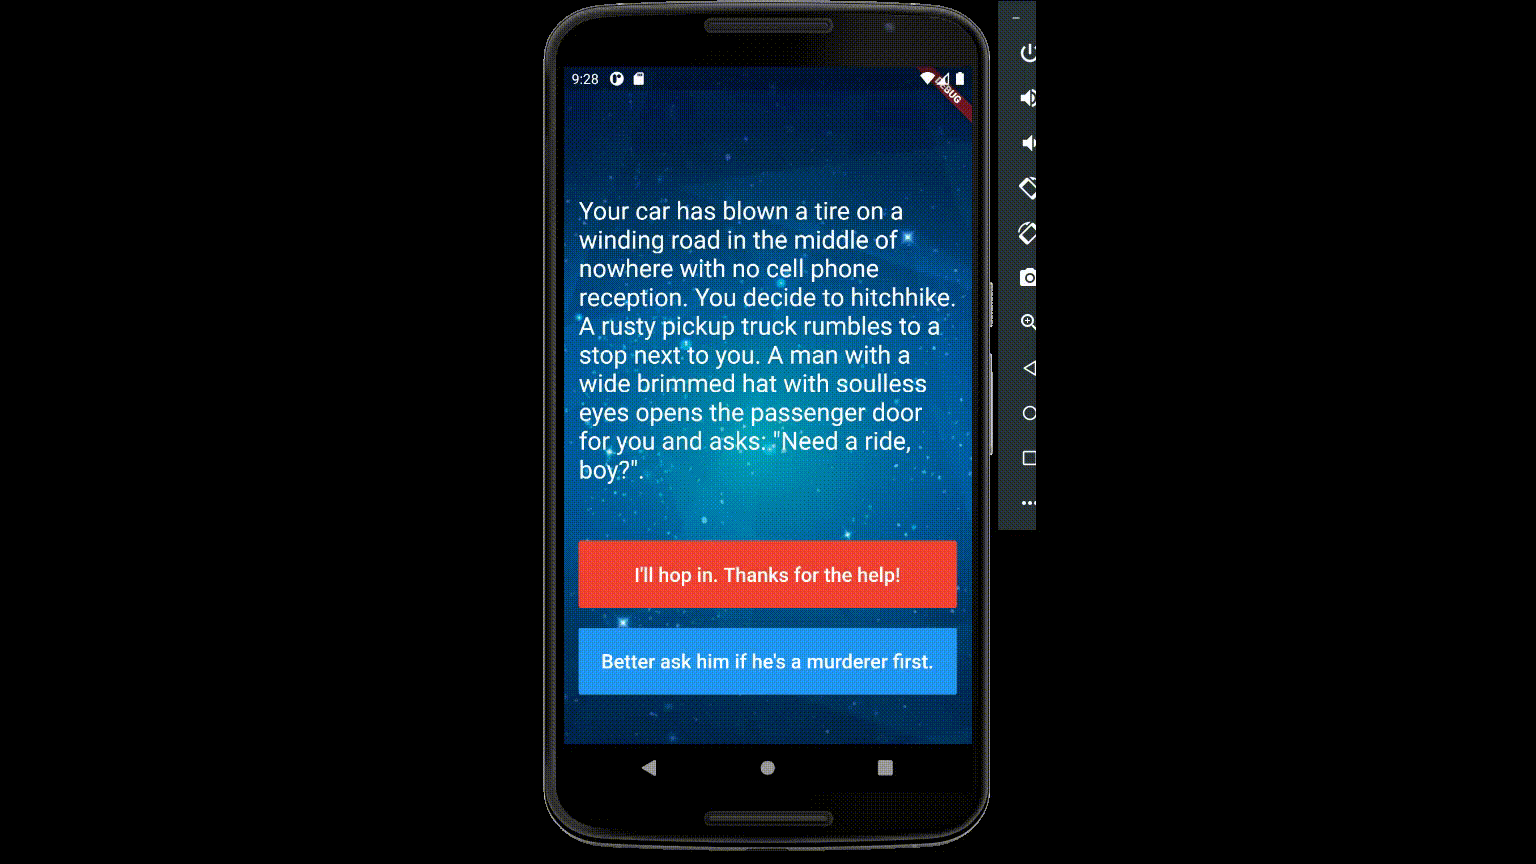 9:28
DEBUG
Your car has blown a tire on a
winding road in the middle of
nowhere with no cell phone
reception. You decide to hitchhike.
A rusty pickup truck rumbles to a
stop next to you. A man with a
wide brimmed hat with soulless
eyes opens the passenger door
for you and asks: "Need a ride,
boy?".
I'll hop in. Thanks for the help!
Better ask him if he's a murderer first.